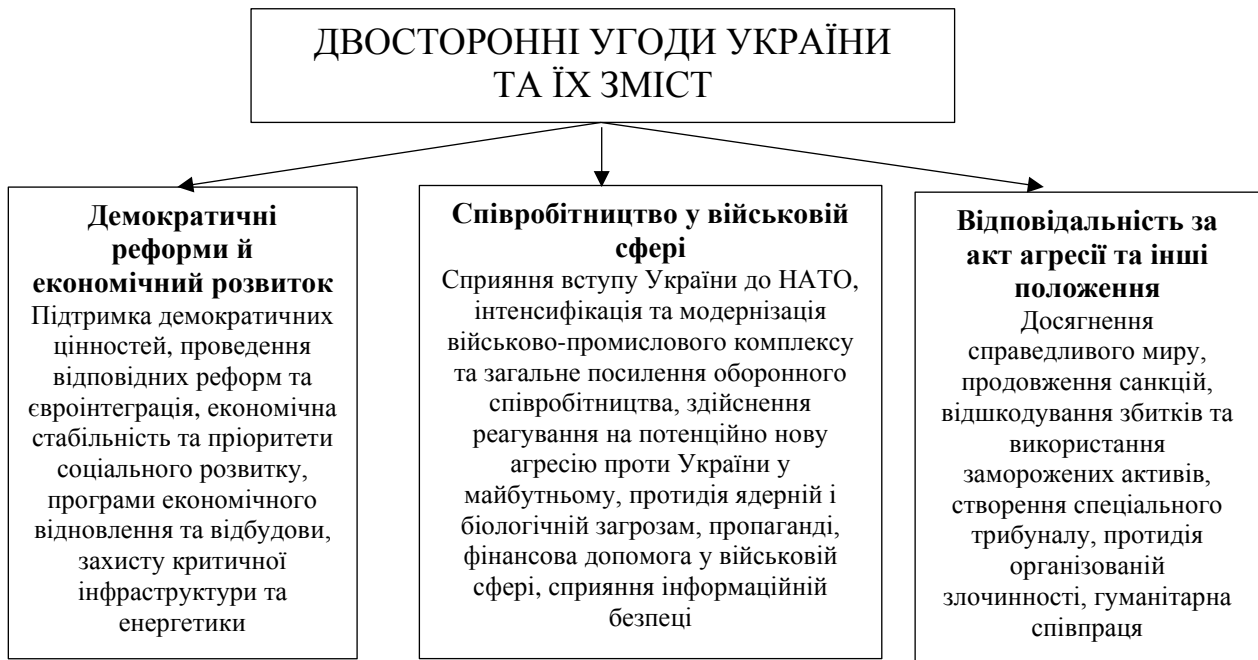 ДВОСТОРОННІ УГОДИ УКРАЇНИ
ТА ЇХ ЗМІСТ
Демократичні
реформи й
економічний розвиток
Підтримка демократичних
цінностей, проведення
відповідних реформ та
євроінтеграція, економічна
стабільність та пріоритети
соціального розвитку,
програми економічного
відновлення та відбудови,
захисту критичної
інфраструктури та
енергетики
Співробітництво у військовій
сфері
Сприяння вступу України до НАТО,
інтенсифікація та модернізація
військово-промислового комплексу
та загальне посилення оборонного
співробітництва, здійснення
реагування на потенційно нову
агресію проти України у
майбутньому, протидія ядерній і
біологічній загрозам, пропаганді,
фінансова допомога у військовій
сфері, сприяння інформаційній
безпеці
Відповідальність за
акт агресії та інші
положення
Досягнення
справедливого миру,
продовження санкцій,
відшкодування збитків та
використання
заморожених активів,
створення спеціального
трибуналу, протидія
організованій
злочинності, гуманітарна
співпраця